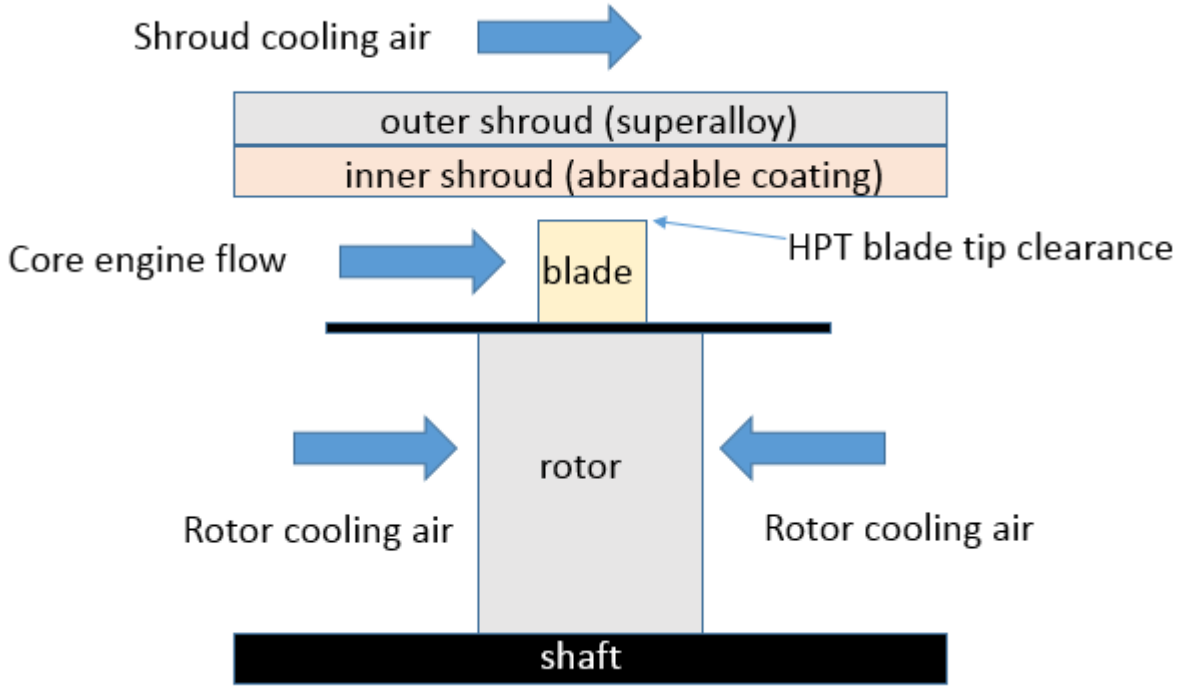 Shroud cooling air
outer shroud (superalloy)
inner shroud (abradable coating)
HPT blade tip clearance
Core engine flow
blade
rotor
Rotor cooling air
Rotor cooling air
shaft